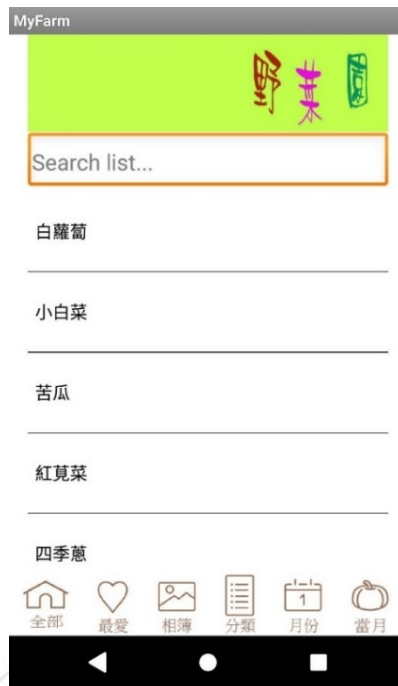 MyFarm
野菜園
Search list...
白蘿蔔
小白菜
苦瓜
紅莧菜
四季蔥
1
全部 最愛 相簿 分類 月份 當月